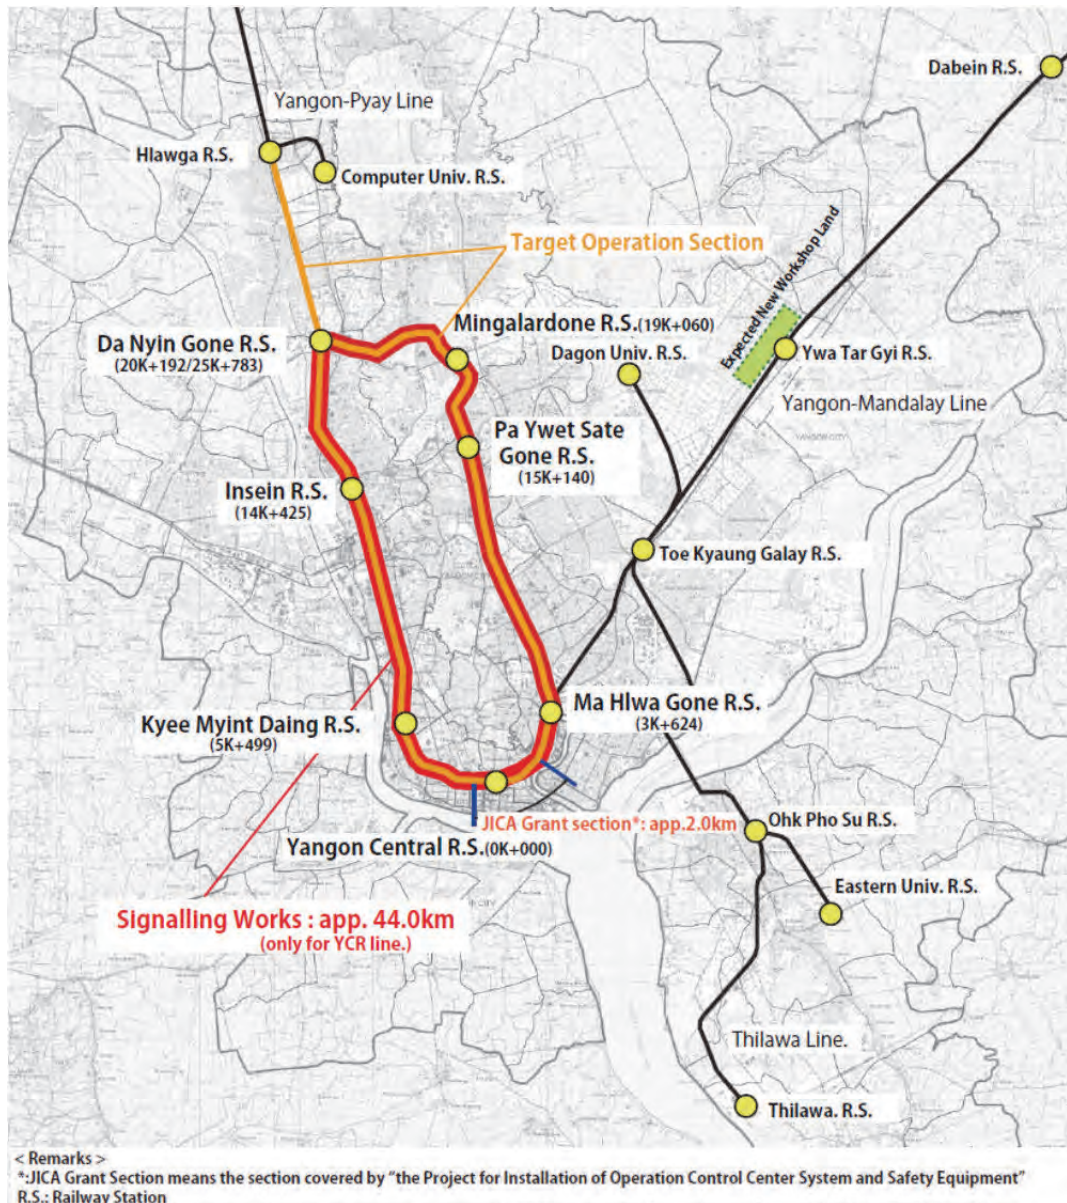 Dabein R.S.
Yangon-Pyay Line
Hlawga R.S.
Computer Univ. R.S.
Target Operation Section
Expected New Workshop Land
Mingalardone R.S.(19K+060)
Da Nyin Gone R.S.
(20K+192/25K+783)
Dagon Univ. R.S.
Ywa Tar Gyi R.S.
Yangon-Mandalay Line
Pa Ywet Sate
Gone R.S.
(15K+140)
Insein R.S.
(14K+425)
Toe Kyaung Galay R.S.
Ma Hlwa Gone R.S.
(3K+624)
Kyee Myint Daing R.S.
(5K+499)
JICA Grant section*: app.2.0km
Ohk Pho Su R.S.
Yangon Central R.S.(0K+000)
Eastern Univ. R.S.
Signalling Works : app. 44.0km
(only for YCR line.)
Thilawa Line.
Thilawa. R.S.
< Remarks >
*:JICA Grant Section means the section covered by “the Project for Installation of Operation Control Center System and Safety Equipment”
R.S.: Railway Station